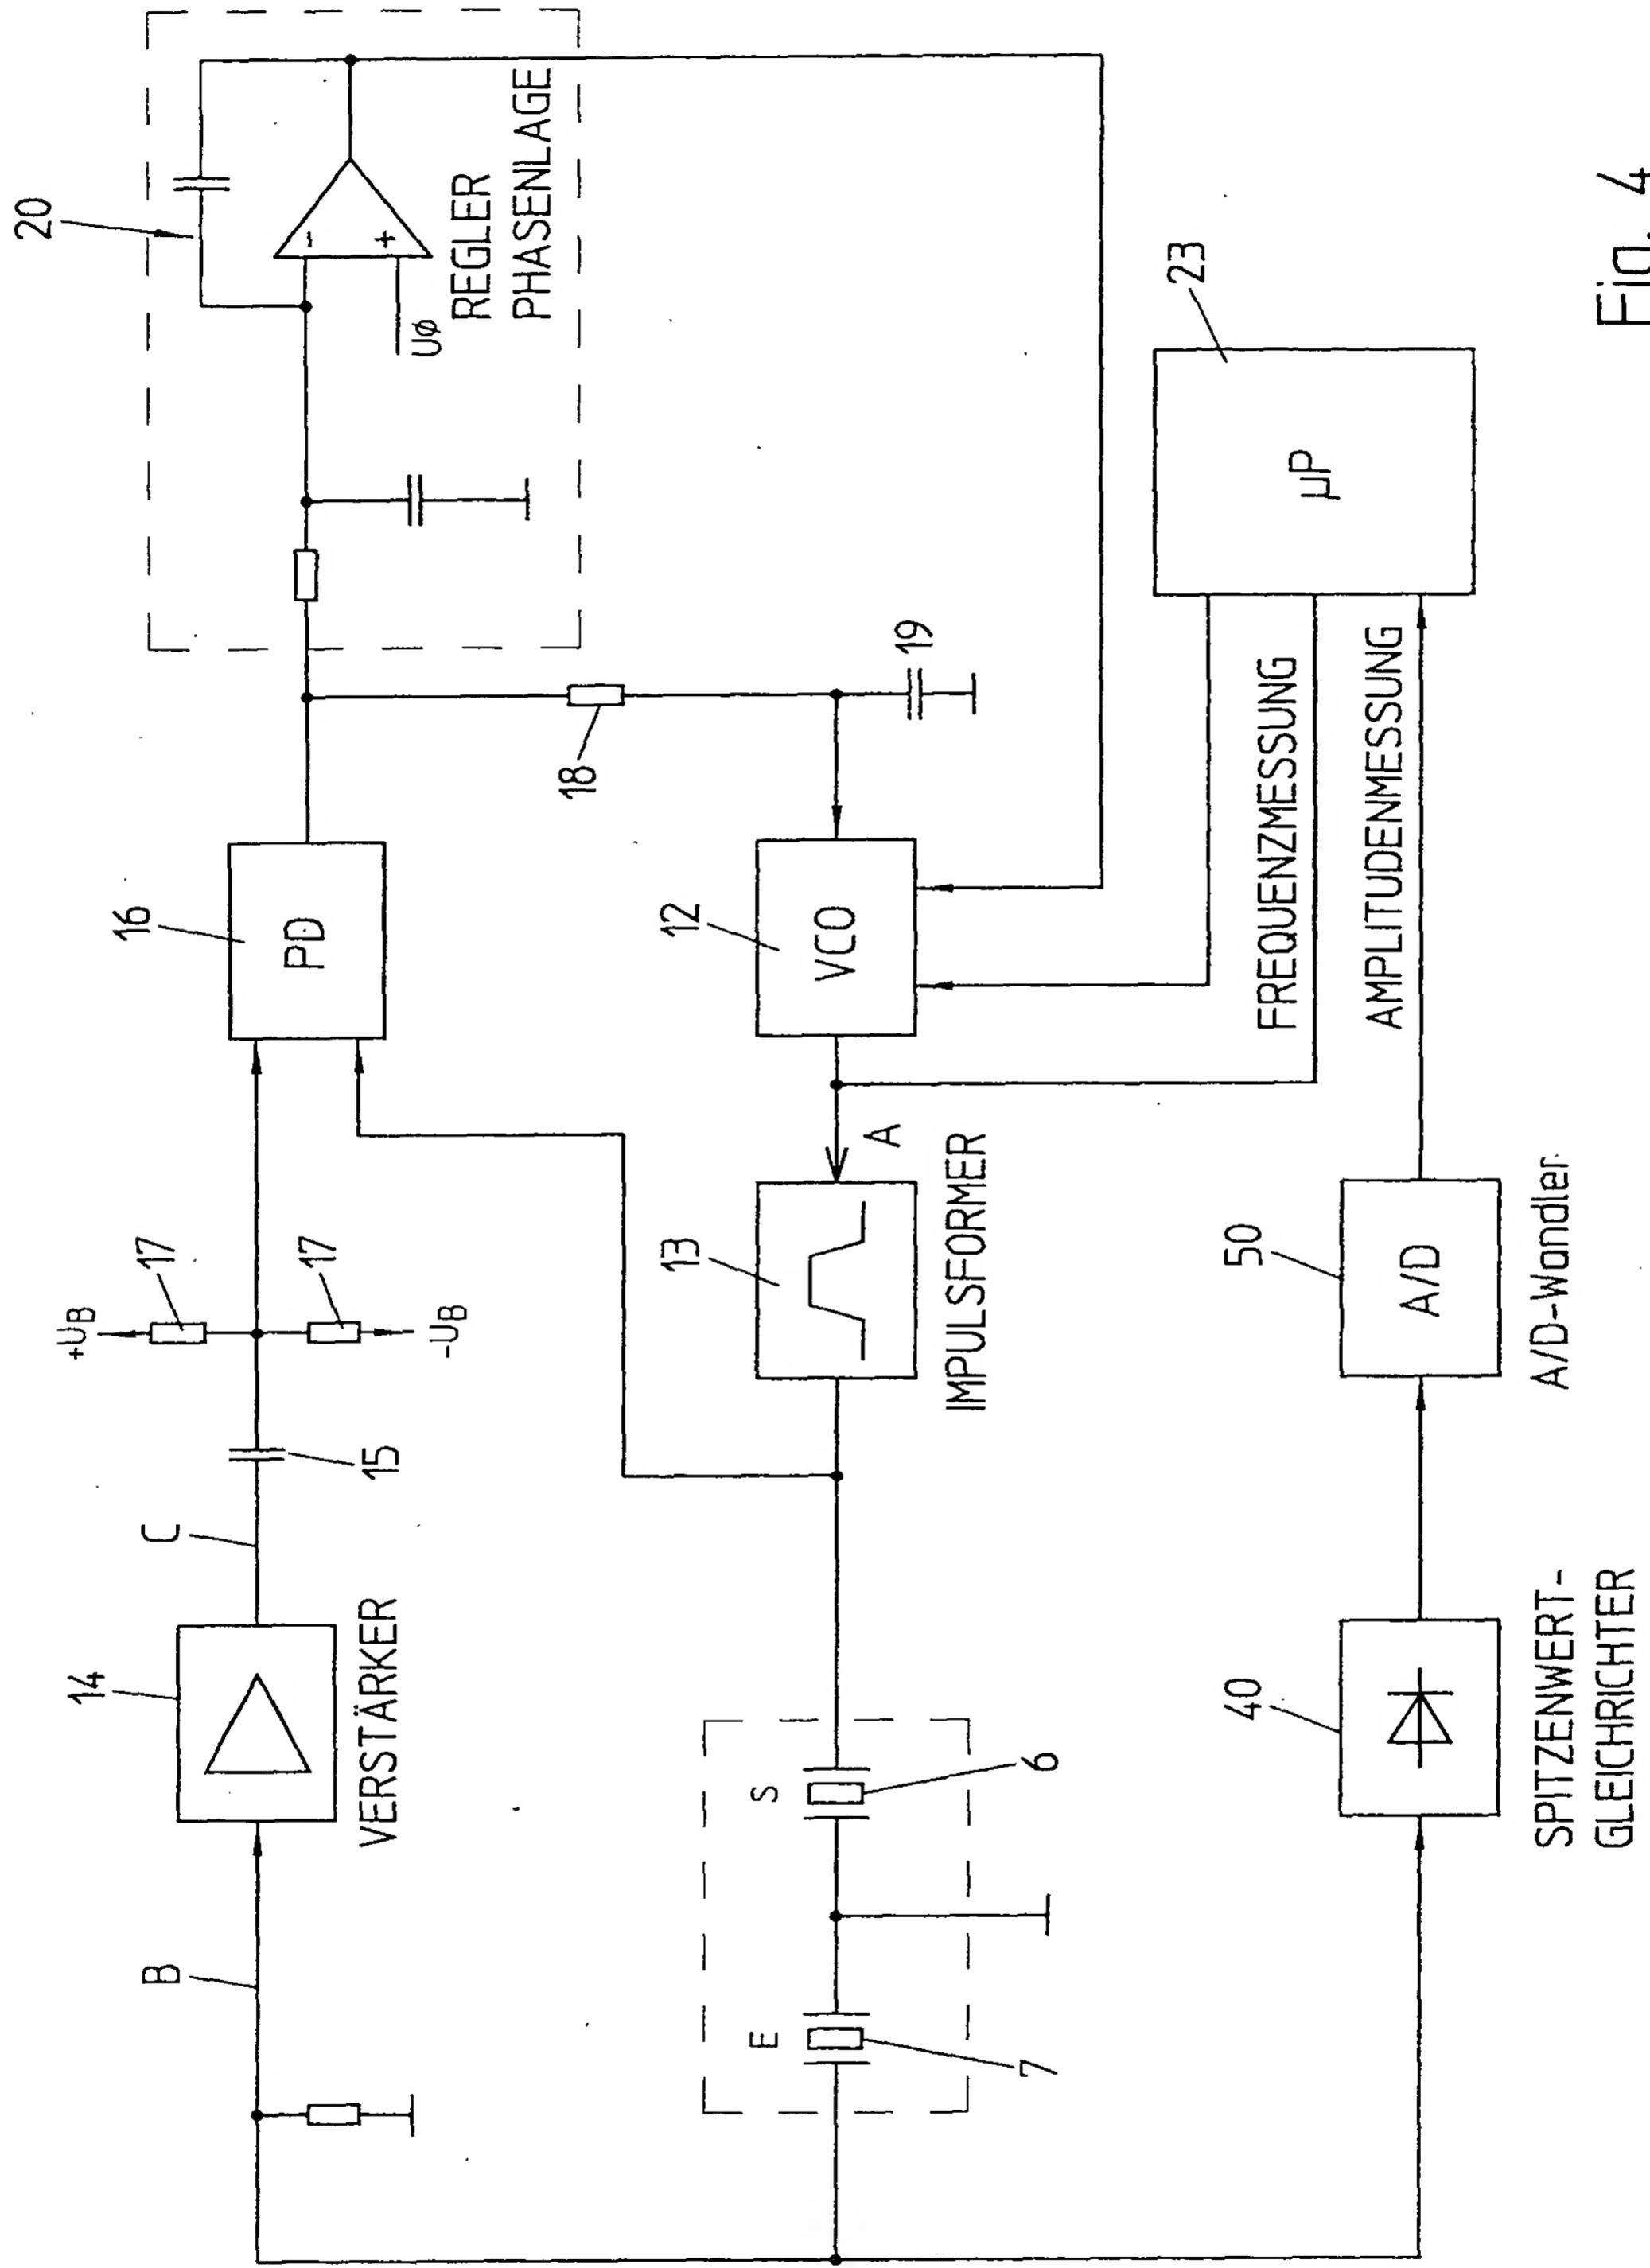 20
+UB
17
17
-UB
14
VERSTÄRKER
B
C
15
16
PD
Uφ
-
+
REGLER
PHASENLAGE
E
7
S
6
13
IMPULSFORMER
A
12
VCO
18
19
FREQUENZMESSUNG
AMPLITUDENMESSUNG
23
µP
40
SPITZENWERT-
GLEICHRICHTER
50
A/D
A/D-Wandler
Fig. 4